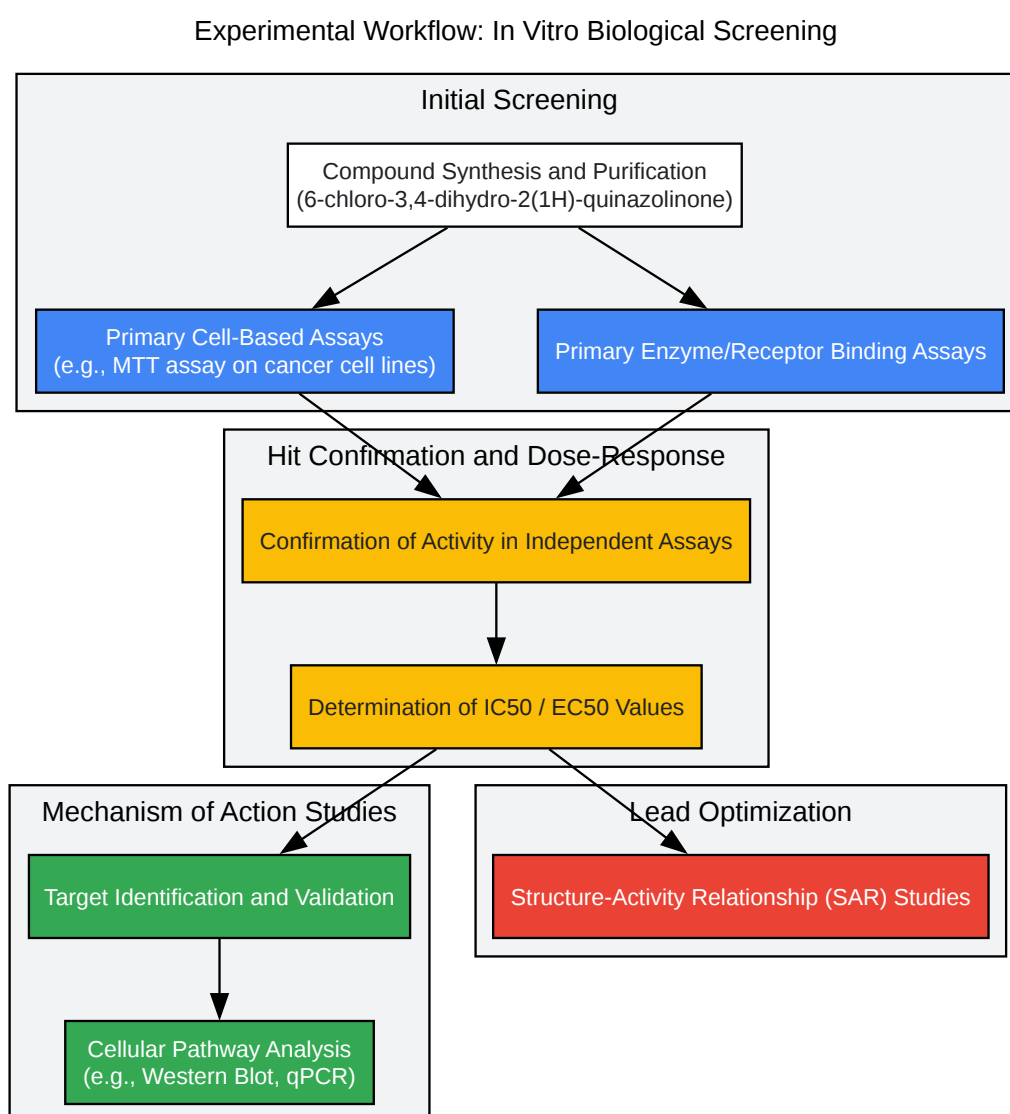 Experimental Workflow: In Vitro Biological Screening
Initial Screening
Compound Synthesis and Purification
(6-chloro-3,4-dihydro-2(1H)-quinazolinone)
Primary Cell-Based Assays
(e.g., MTT assay on cancer cell lines)
Primary Enzyme/Receptor Binding Assays
Hit Confirmation and Dose-Response
Confirmation of Activity in Independent Assays
Determination of IC50 / EC50 Values
Mechanism of Action Studies
Target Identification and Validation
Cellular Pathway Analysis
(e.g., Western Blot, qPCR)
Lead Optimization
Structure-Activity Relationship (SAR) Studies